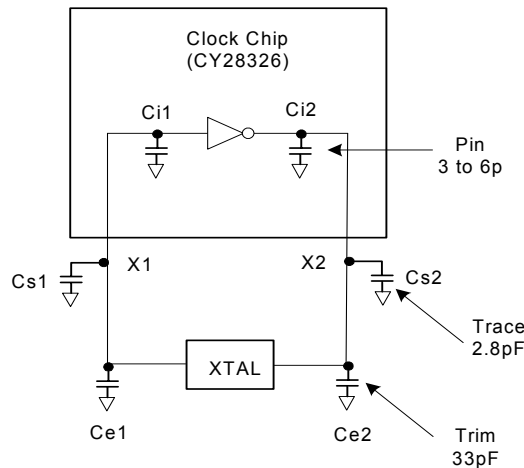 Clock Chip
(CY28326)
Ci1
Ci2
Pin
3 to 6p
X1
X2
Cs1
Cs2
Trace
2.8pF
XTAL
Ce1
Ce2
Trim
33pF